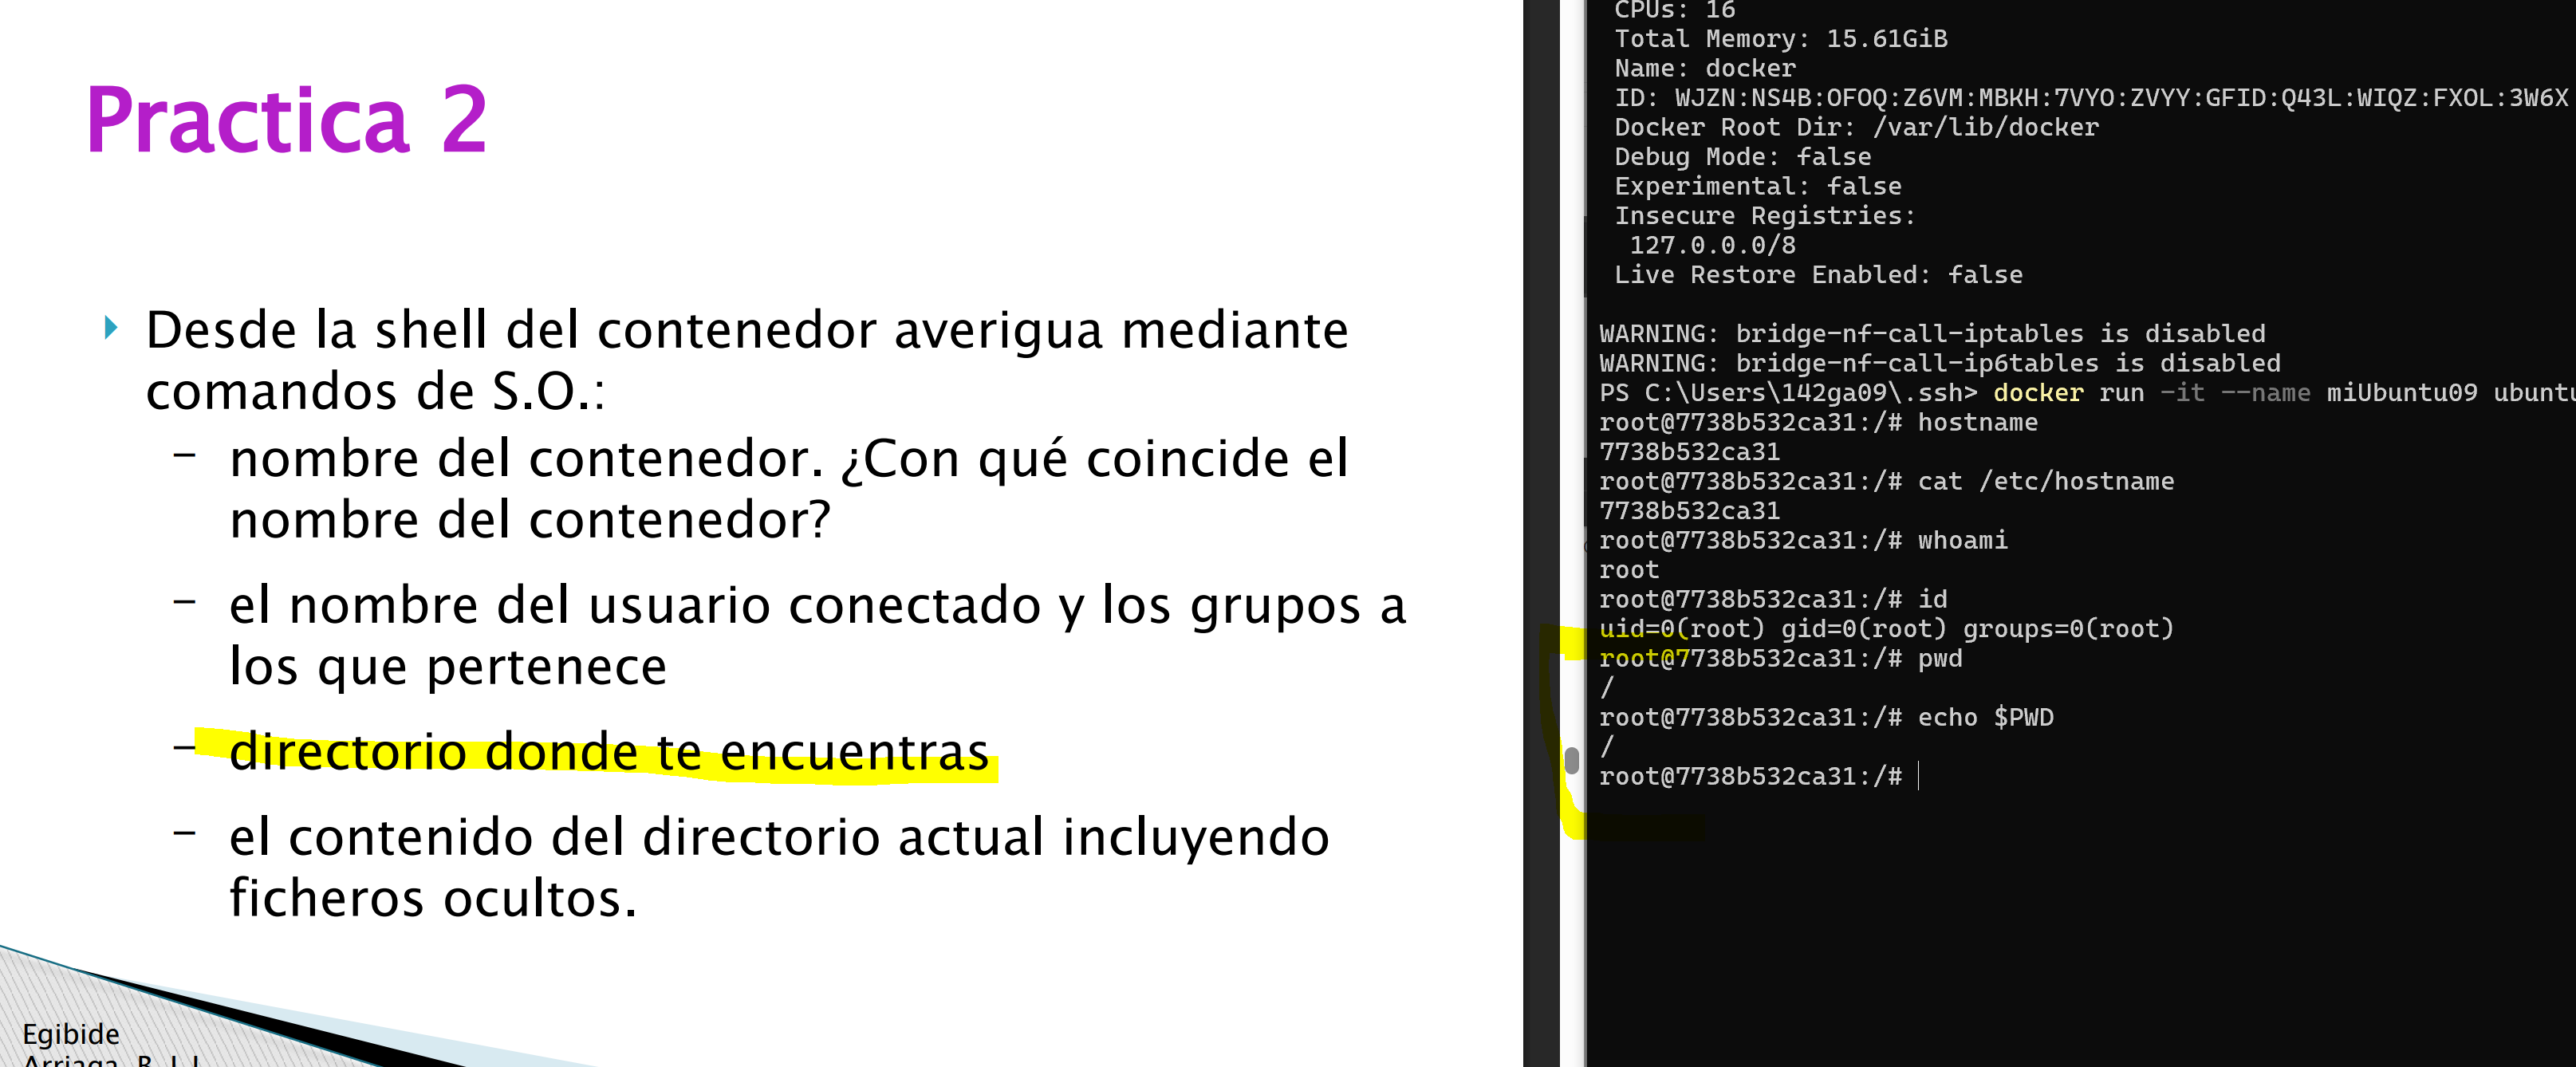 Practica 2
Desde la shell del contenedor averigua mediante
comandos de S.O.:
– nombre del contenedor. ¿Con qué coincide el
nombre del contenedor?
– el nombre del usuario conectado y los grupos a
los que pertenece
– directorio donde te encuentras
– el contenido del directorio actual incluyendo
ficheros ocultos.
Egibide
CPUs: 16
Total Memory: 15.61GiB
Name: docker
ID: WJZN:NS4B:OFOQ:Z6VM:MBKH:7VYO:ZVYY:GFID:Q43L:WIQZ:FXOL:3W6X
Docker Root Dir: /var/lib/docker
Debug Mode: false
Experimental: false
Insecure Registries:
127.0.0.0/8
Live Restore Enabled: false
WARNING: bridge-nf-call-iptables is disabled
WARNING: bridge-nf-call-ip6tables is disabled
PS C:\Users\142ga09\.ssh> docker run -it --name miUbuntu09 ubuntu
root@7738b532ca31:/# hostname
7738b532ca31
root@7738b532ca31:/# cat /etc/hostname
7738b532ca31
root@7738b532ca31:/# whoami
root
root@7738b532ca31:/# id
uid=0(root) gid=0(root) groups=0(root)
root@7738b532ca31:/# pwd
/
root@7738b532ca31:/# echo $PWD
/
root@7738b532ca31:/#